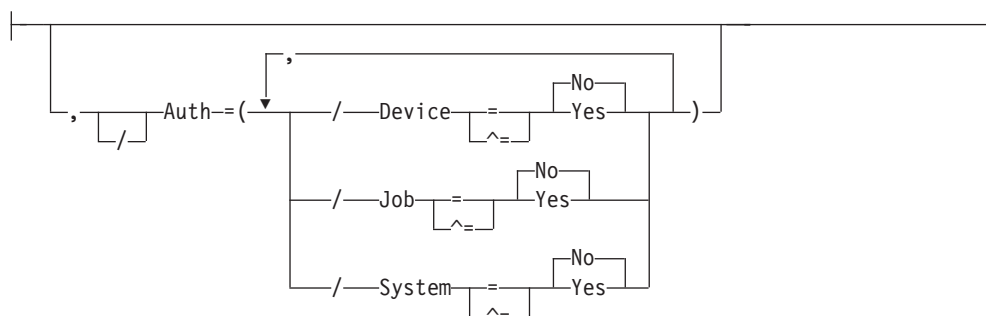 ,
No
, Auth=( / Device = Yes )
/ ^=
No
/ Job = Yes
^=
No
/ System = Yes
^=